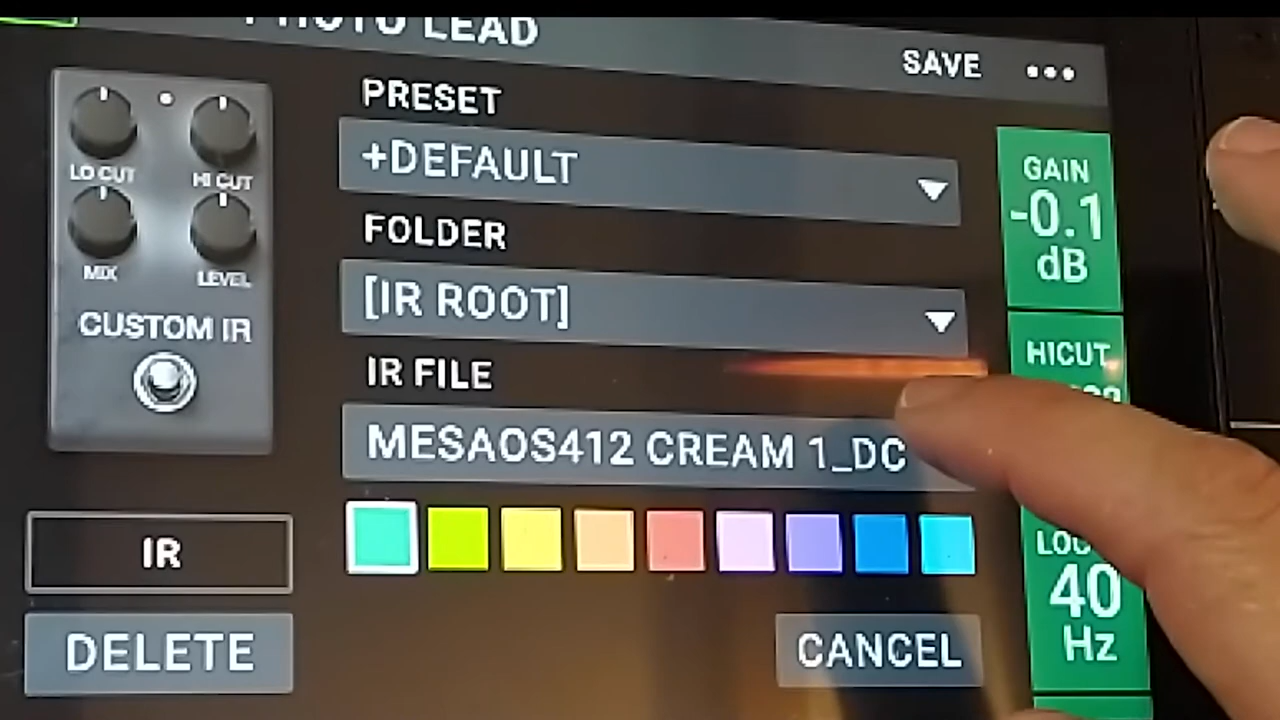 LEAD
SAVE
PRESET
+DEFAULT
FOLDER
[IR ROOT]
IR FILE
MESAOS412 CREAM 1_DC
LO CUT
HI CUT
MIX
LEVEL
CUSTOM IR
IR
DELETE
CANCEL
GAIN
-0.1
dB
HICUT
40
Hz